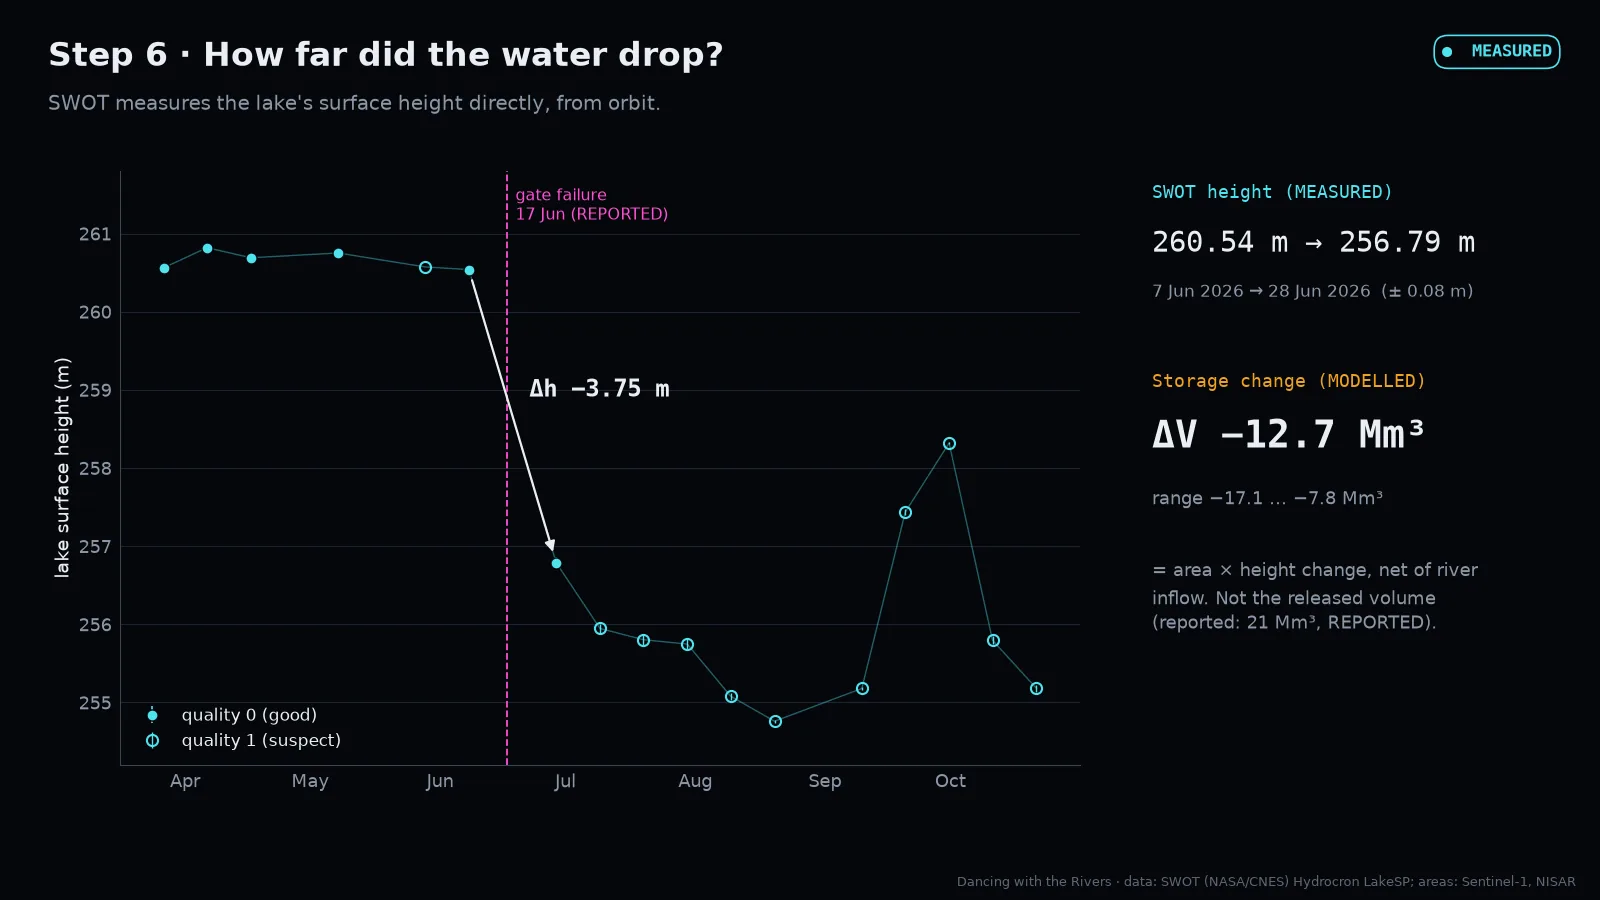 Step 6 · How far did the water drop?
MEASURED
SWOT measures the lake's surface height directly, from orbit.
gate failure
17 Jun (REPORTED)
261
260
259
258
257
256
255
lake surface height (m)
Δh −3.75 m
quality 0 (good)
quality 1 (suspect)
Apr May Jun Jul Aug Sep Oct
SWOT height (MEASURED)
260.54 m → 256.79 m
7 Jun 2026 → 28 Jun 2026 (± 0.08 m)
Storage change (MODELLED)
ΔV −12.7 Mm³
range −17.1 … −7.8 Mm³
= area × height change, net of river
inflow. Not the released volume
(reported: 21 Mm³, REPORTED).
Dancing with the Rivers · data: SWOT (NASA/CNES) Hydrocron LakeSP; areas: Sentinel-1, NISAR